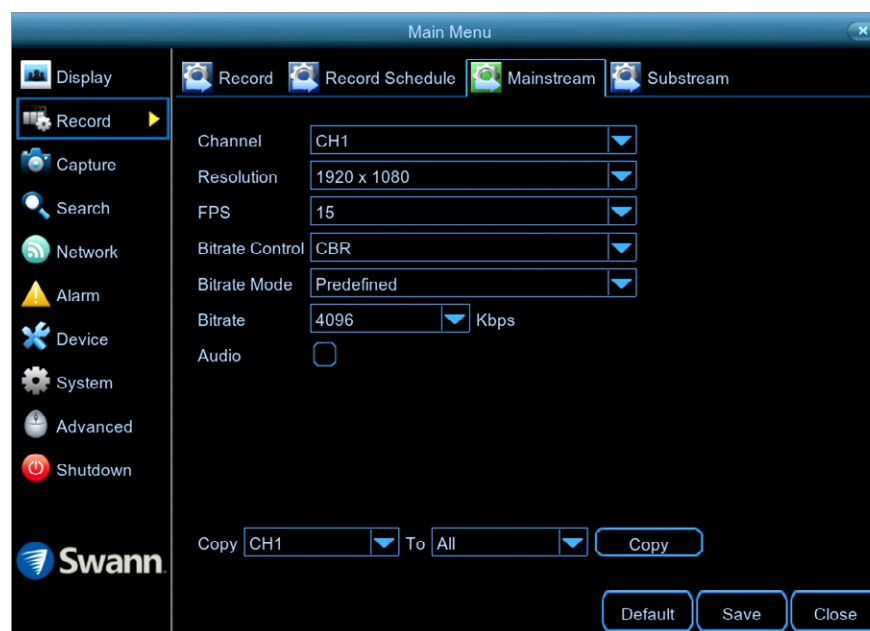 Main Menu
Display
Record
Capture
Search
Network
Alarm
Device
System
Advanced
Shutdown
Swann
Record Record Schedule Mainstream Substream
Channel CH1
Resolution 1920 x 1080
FPS 15
Bitrate Control CBR
Bitrate Mode Predefined
Bitrate 4096 Kbps
Audio
Copy CH1 To All Copy
Default Save Close